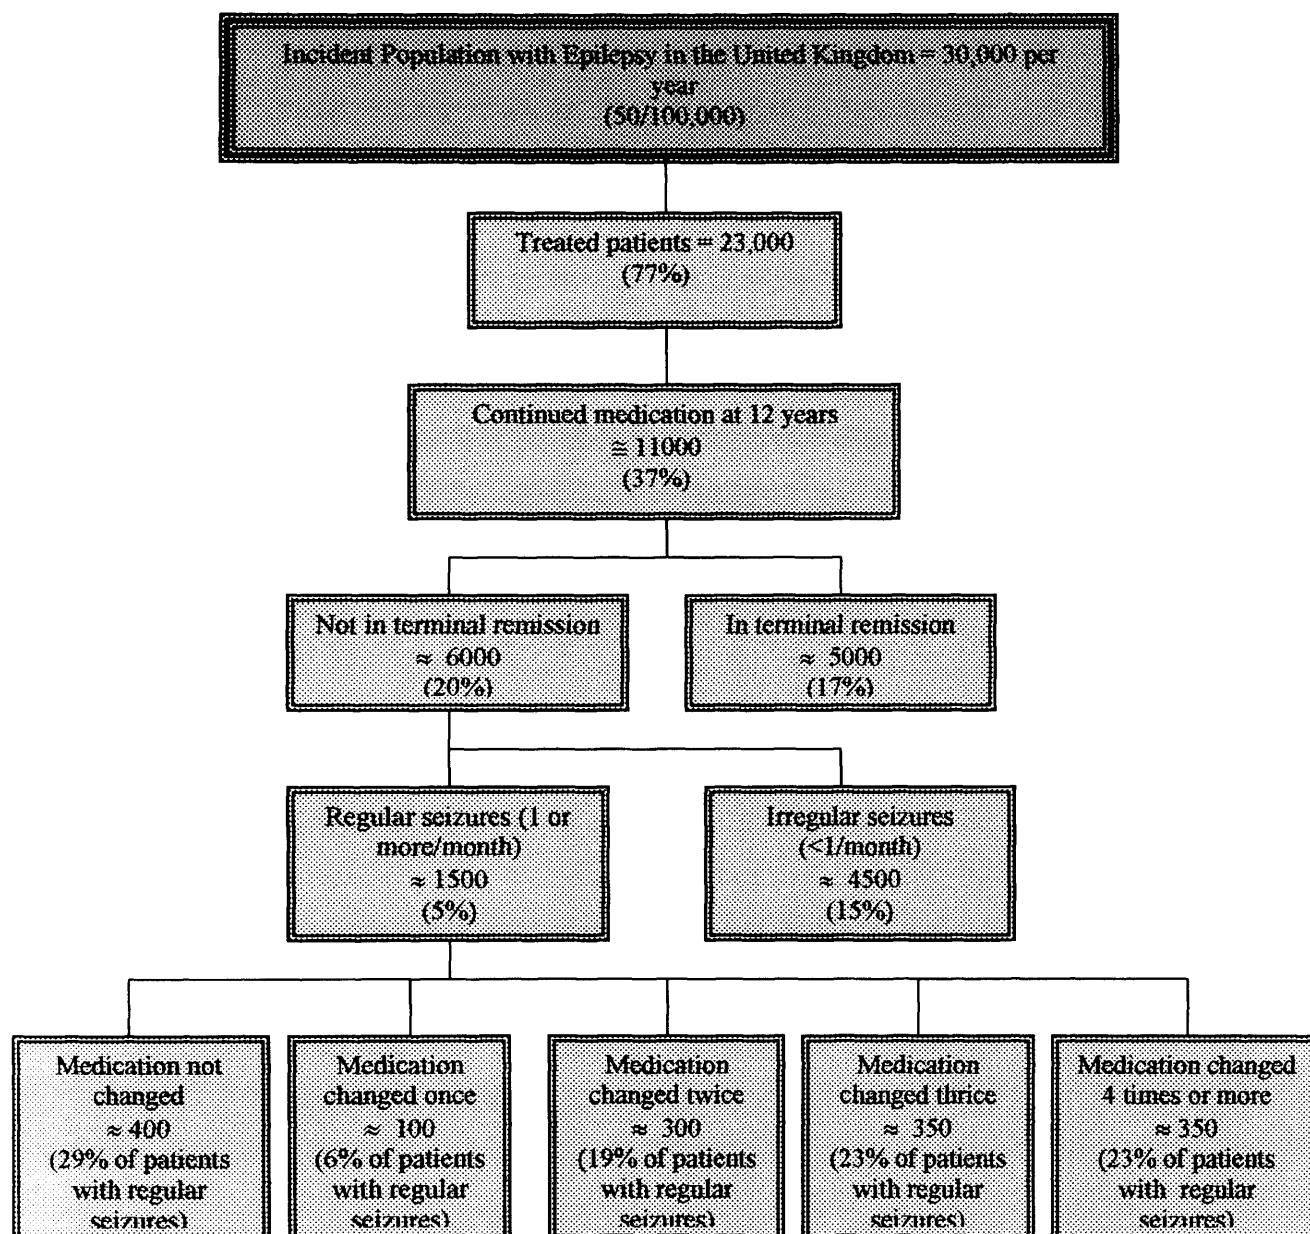 Incident Population with Epilepsy in the United Kingdom = 30,000 per
year
(50/100,000)
Treated patients = 23,000
(77%)
Continued medication at 12 years
≅ 11000
(37%)
Not in terminal remission
≈ 6000
(20%)
In terminal remission
≈ 5000
(17%)
Regular seizures (1 or
more/month)
≈ 1500
(5%)
Irregular seizures
(<1/month)
≈ 4500
(15%)
Medication not
changed
≈ 400
(29% of patients
with regular
seizures)
Medication
changed once
≈ 100
(6% of patients
with regular
seizures)
Medication
changed twice
≈ 300
(19% of patients
with regular
seizures)
Medication
changed thrice
≈ 350
(23% of patients
with regular
seizures)
Medication changed
4 times or more
≈ 350
(23% of patients
with regular
seizures)